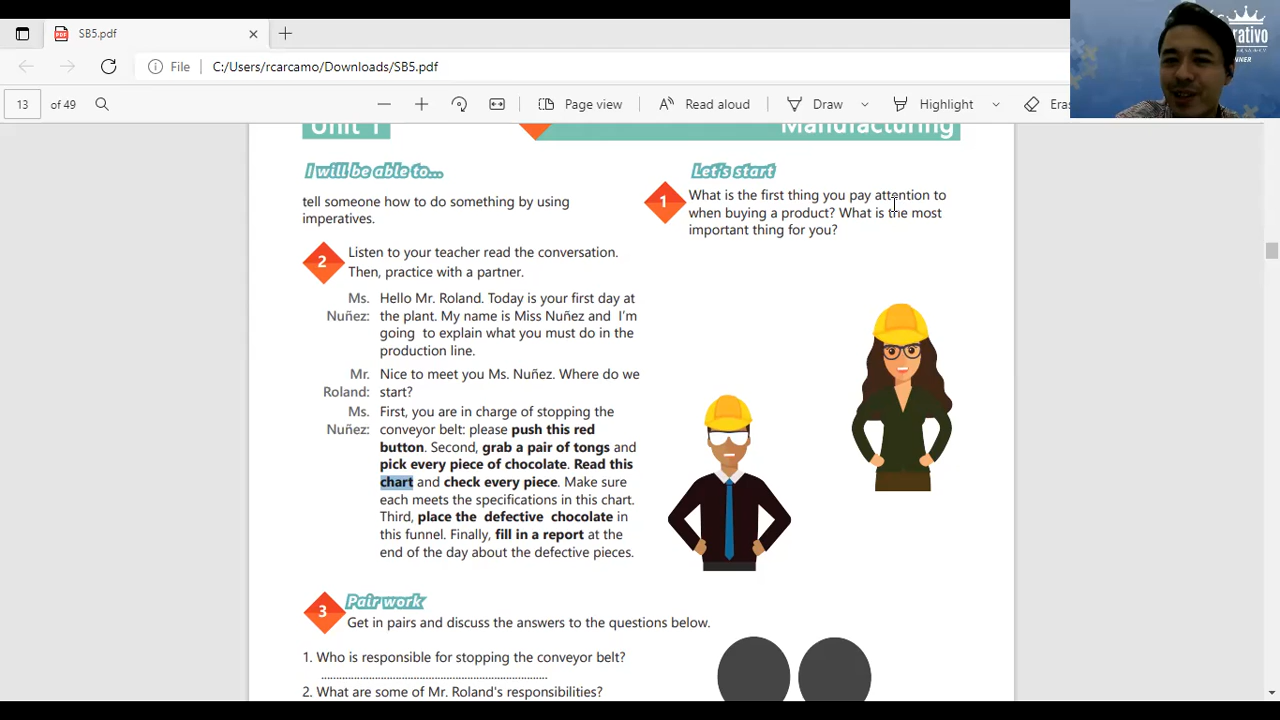 SB5.pdf
File C:/Users/rcarcamo/Downloads/SB5.pdf
13 of 49 Page view Read aloud Draw Highlight
Unit 1 Manufacturing
I will be able to...
tell someone how to do something by using
imperatives.
Let's start
1 What is the first thing you pay attention to
when buying a product? What is the most
important thing for you?
2 Listen to your teacher read the conversation.
Then, practice with a partner.
Ms. Nuñez: Hello Mr. Roland. Today is your first day at
the plant. My name is Miss Nuñez and I'm
going to explain what you must do in the
production line.
Mr. Roland: Nice to meet you Ms. Nuñez. Where do we
start?
Ms. Nuñez: First, you are in charge of stopping the
conveyor belt: please push this red
button. Second, grab a pair of tongs and
pick every piece of chocolate. Read this
chart and check every piece. Make sure
each meets the specifications in this chart.
Third, place the defective chocolate in
this funnel. Finally, fill in a report at the
end of the day about the defective pieces.
3 Pair work
Get in pairs and discuss the answers to the questions below.
1. Who is responsible for stopping the conveyor belt?
2. What are some of Mr. Roland's responsibilities?